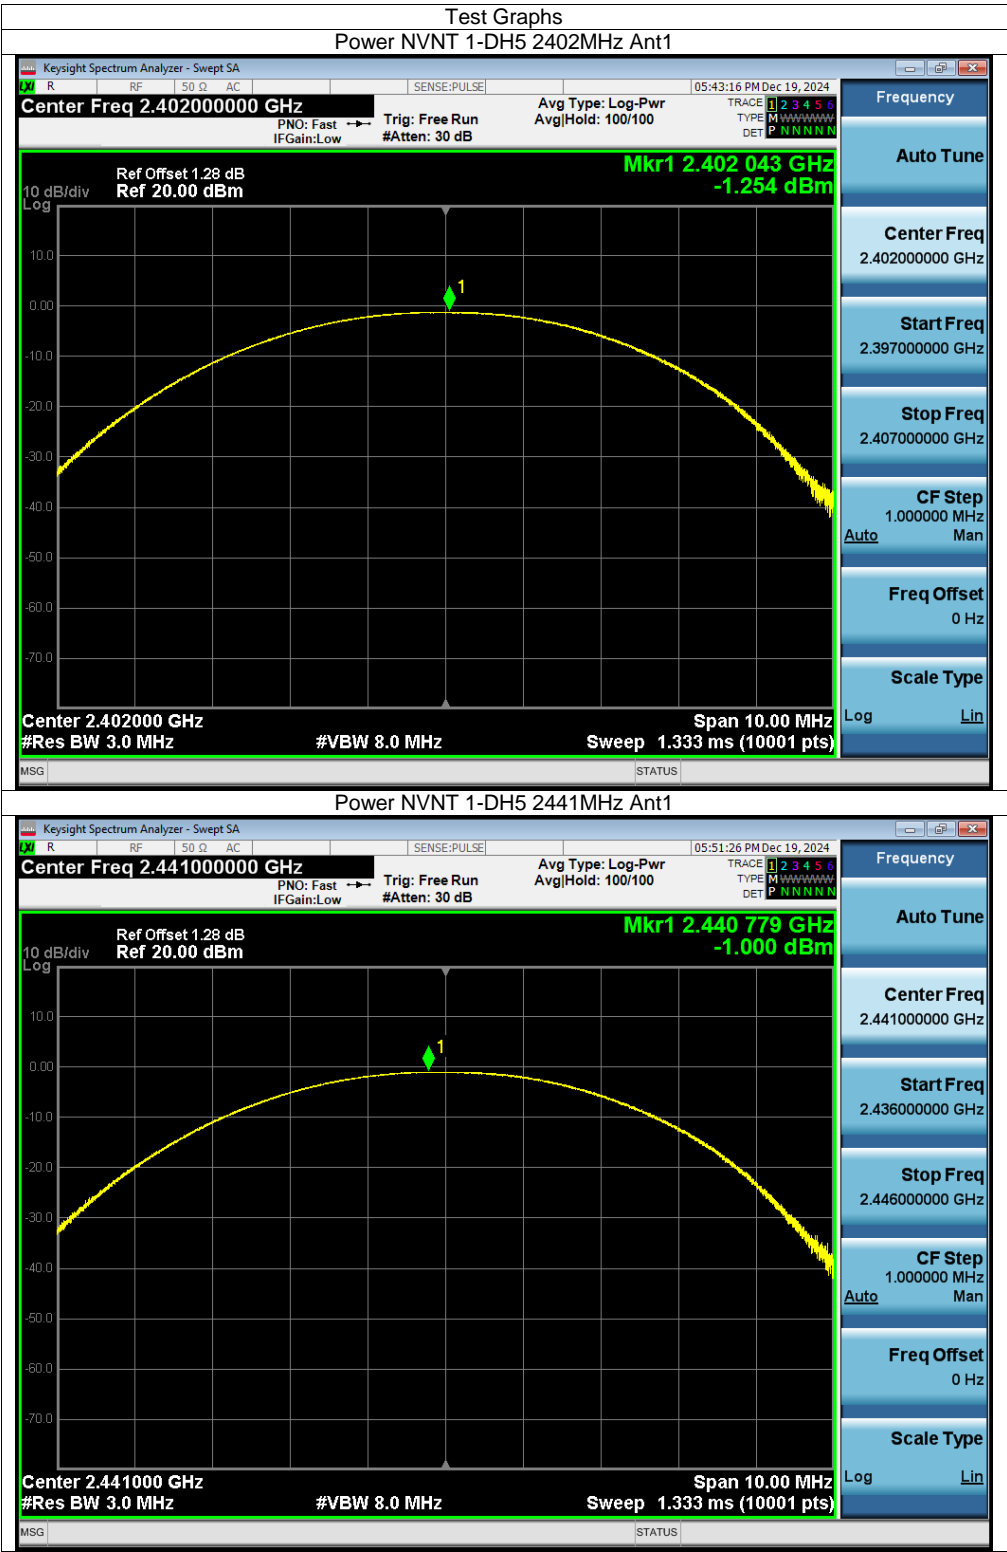 Test Graphs
Power NVNT 1-DH5 2402MHz Ant1
Keysight Spectrum Analyzer - Swept SA
LXI R RF 50 Ω AC SENSE:PULSE 05:43:16 PM Dec 19, 2024
Center Freq 2.402000000 GHz
PNO: Fast
IFGain:Low
Trig: Free Run
#Atten: 30 dB
Avg Type: Log-Pwr
Avg|Hold: 100/100
TRACE 1 2 3 4 5 6
TYPE M WWWWW
DET P N N N N N
Mkr1 2.402 043 GHz
-1.254 dBm
Ref Offset 1.28 dB
10 dB/div Ref 20.00 dBm
Log
10.0
0.00
-10.0
-20.0
-30.0
-40.0
-50.0
-60.0
-70.0
1
Center 2.402000 GHz Span 10.00 MHz
#Res BW 3.0 MHz #VBW 8.0 MHz Sweep 1.333 ms (10001 pts)
MSG STATUS
Frequency
Auto Tune
Center Freq
2.402000000 GHz
Start Freq
2.397000000 GHz
Stop Freq
2.407000000 GHz
CF Step
1.000000 MHz
Auto Man
Freq Offset
0 Hz
Scale Type
Log Lin
Power NVNT 1-DH5 2441MHz Ant1
Keysight Spectrum Analyzer - Swept SA
LXI R RF 50 Ω AC SENSE:PULSE 05:51:26 PM Dec 19, 2024
Center Freq 2.441000000 GHz
PNO: Fast
IFGain:Low
Trig: Free Run
#Atten: 30 dB
Avg Type: Log-Pwr
Avg|Hold: 100/100
TRACE 1 2 3 4 5 6
TYPE M WWWWW
DET P N N N N N
Mkr1 2.440 779 GHz
-1.000 dBm
Ref Offset 1.28 dB
10 dB/div Ref 20.00 dBm
Log
10.0
0.00
-10.0
-20.0
-30.0
-40.0
-50.0
-60.0
-70.0
1
Center 2.441000 GHz Span 10.00 MHz
#Res BW 3.0 MHz #VBW 8.0 MHz Sweep 1.333 ms (10001 pts)
MSG STATUS
Frequency
Auto Tune
Center Freq
2.441000000 GHz
Start Freq
2.436000000 GHz
Stop Freq
2.446000000 GHz
CF Step
1.000000 MHz
Auto Man
Freq Offset
0 Hz
Scale Type
Log Lin